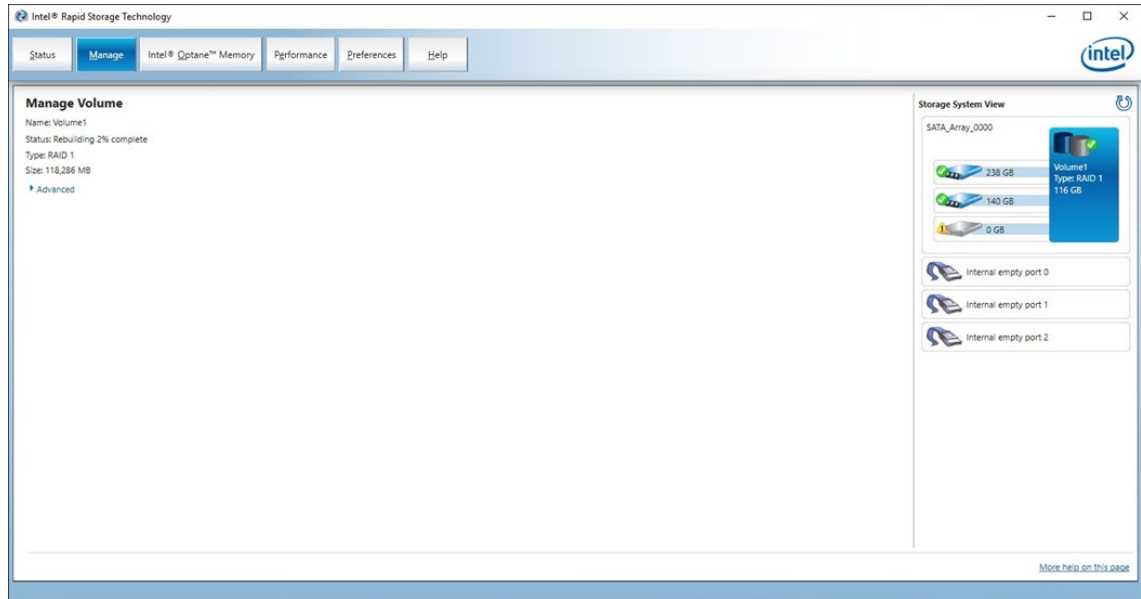 Intel® Rapid Storage Technology
Status
Manage
Intel® Optane™ Memory
Performance
Preferences
Help
intel
Manage Volume
Name: Volume1
Status: Rebuilding 2% complete
Type: RAID 1
Size: 118,286 MB
Advanced
Storage System View
SATA_Array_0000
238 GB
140 GB
0 GB
Volume1
Type: RAID 1
116 GB
Internal empty port 0
Internal empty port 1
Internal empty port 2
More help on this page